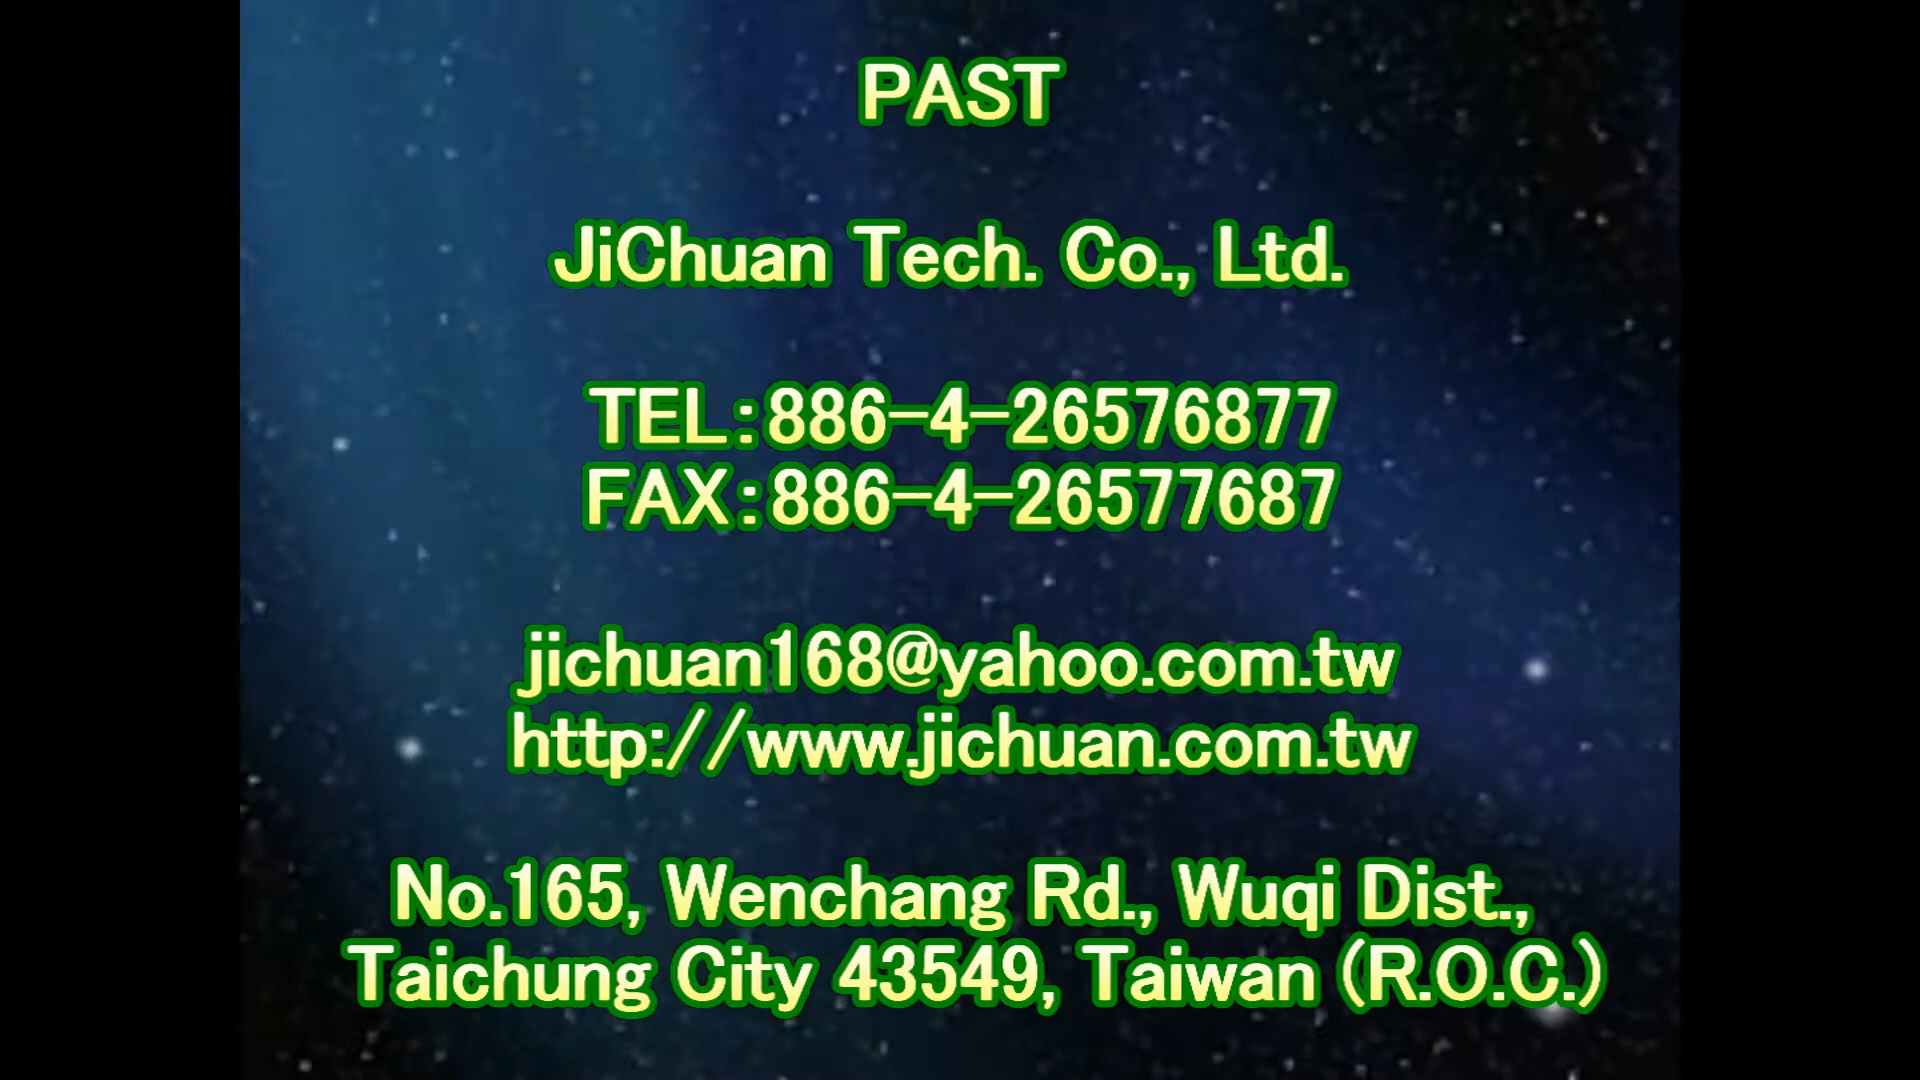 PAST
JiChuan Tech. Co., Ltd.
TEL:886-4-26576877
FAX:886-4-26577687
jichuan168@yahoo.com.tw
http://www.jichuan.com.tw
No.165, Wenchang Rd., Wuqi Dist.,
Taichung City 43549, Taiwan (R.O.C.)